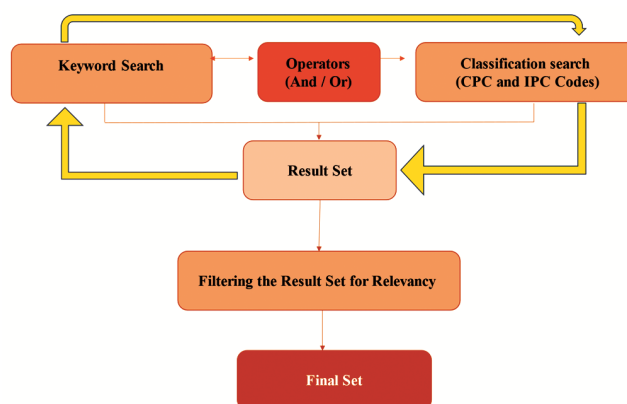 Keyword Search
Operators
(And / Or)
Classification search
(CPC and IPC Codes)
Result Set
Filtering the Result Set for Relevancy
Final Set